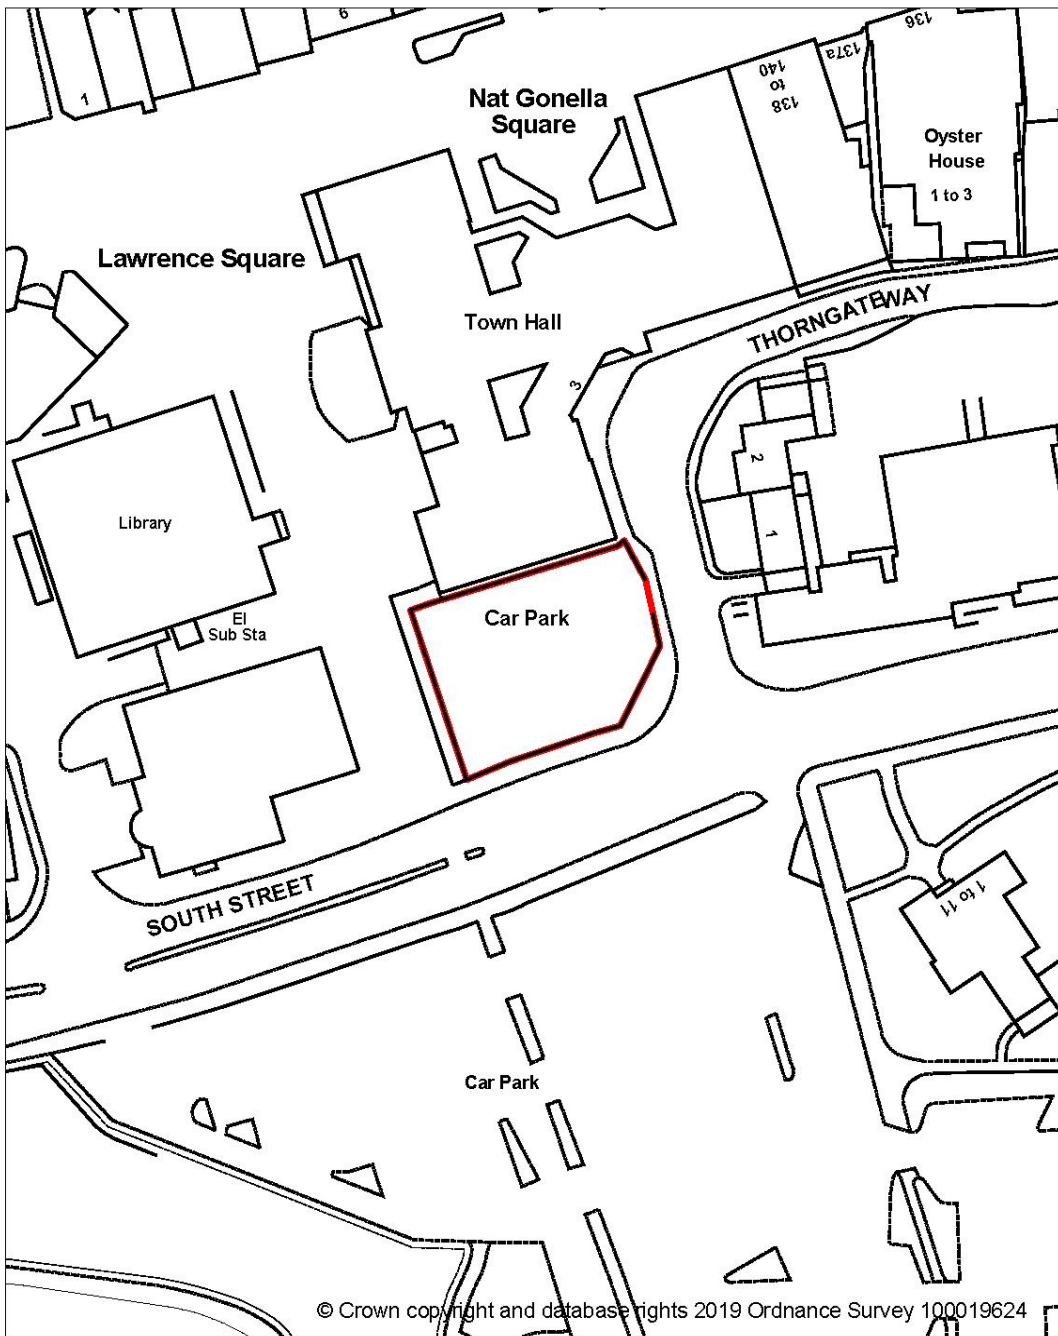 6
1
Nat Gonella
Square
136
137a
138
to
140
Oyster
House
1 to 3
Lawrence Square
Town Hall
THORNGATEWAY
3
2
Library
1
El
Sub Sta
Car Park
SOUTH STREET
1 to 11
Car Park
© Crown copyright and database rights 2019 Ordnance Survey 100019624